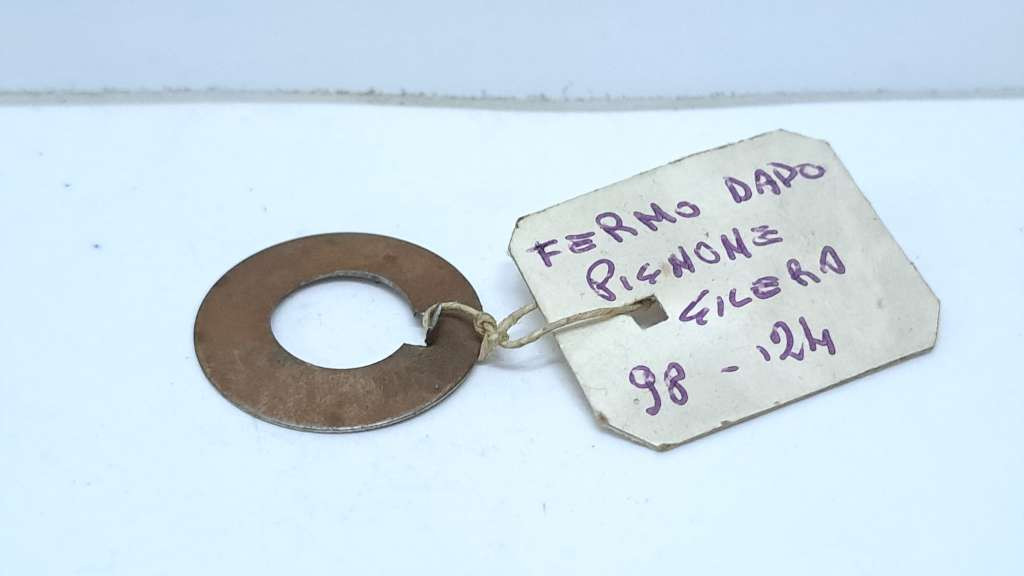 FERMO DADO
PIGNONE
GILERA
98-124